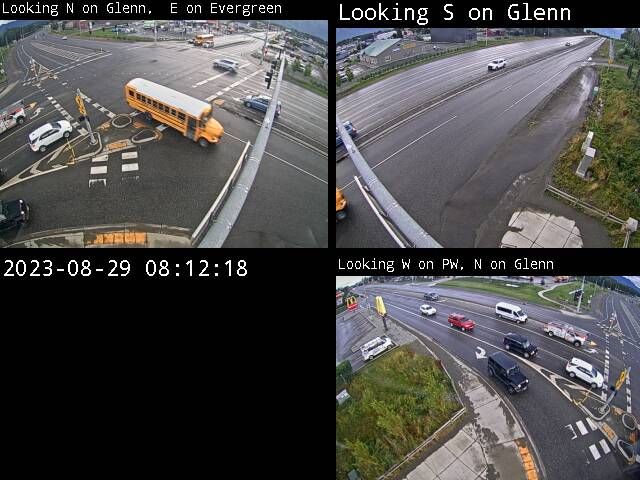 Looking N on Glenn, E on Evergreen
Looking S on Glenn
2023-08-29 08:12:18
Looking W on PW, N on Glenn